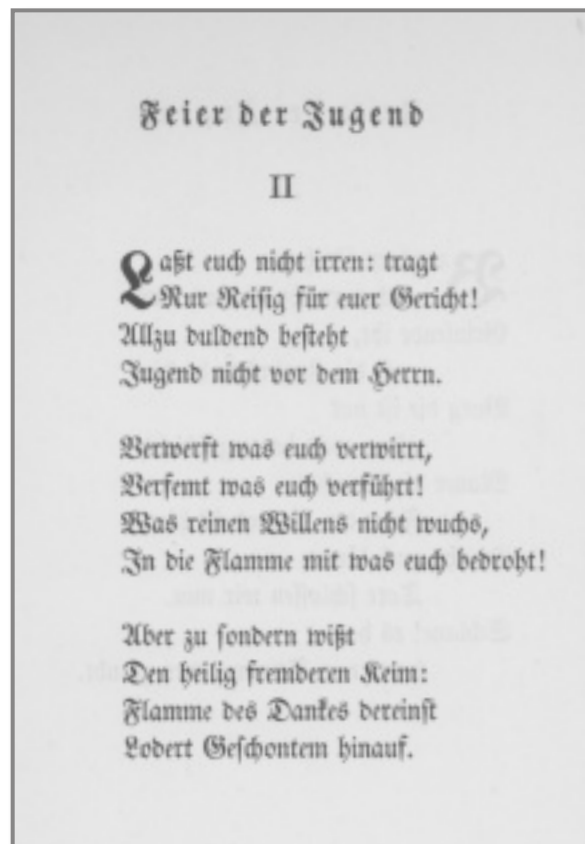 Feier der Jugend
II
Laßt euch nicht irren: tragt
Nur Reisig für euer Gericht!
Allzu duldend besteht
Jugend nicht vor dem Herrn.
Verwerft was euch verwirrt,
Verfemt was euch verführt!
Was reinen Willens nicht wuchs,
In die Flamme mit was euch bedroht!
Aber zu sondern wißt
Den heilig fremderen Keim:
Flamme des Dankes dereinst
Lodert Geschontem hinauf.